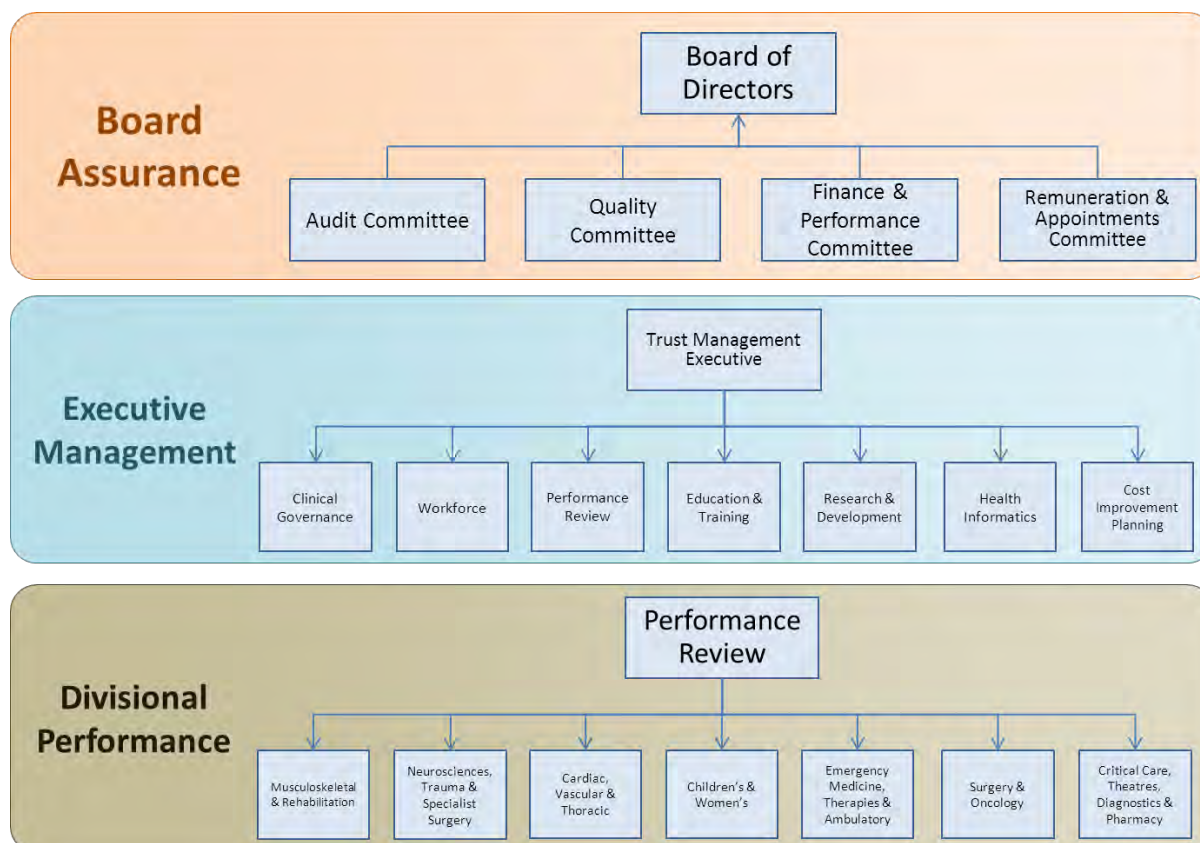 Board
Assurance
Board of
Directors
Audit Committee
Quality
Committee
Finance &
Performance
Committee
Remuneration &
Appointments
Committee
Executive
Management
Trust Management
Executive
Clinical
Governance
Workforce
Performance
Review
Education &
Training
Research &
Development
Health
Informatics
Cost
Improvement
Planning
Divisional
Performance
Performance
Review
Musculoskeletal
& Rehabilitation
Neurosciences,
Trauma &
Specialist
Surgery
Cardiac,
Vascular &
Thoracic
Children’s &
Women’s
Emergency
Medicine,
Therapies &
Ambulatory
Surgery &
Oncology
Critical Care,
Theatres,
Diagnostics &
Pharmacy